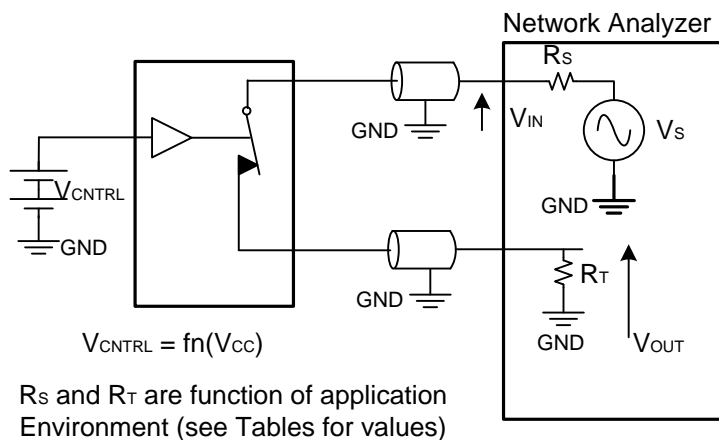 Network Analyzer
RS
GND
VIN
VS
VCNTRL
GND
GND
GND
RT
GND
VOUT
VCNTRL = fn(VCC)
RS and RT are function of application
Environment (see Tables for values)